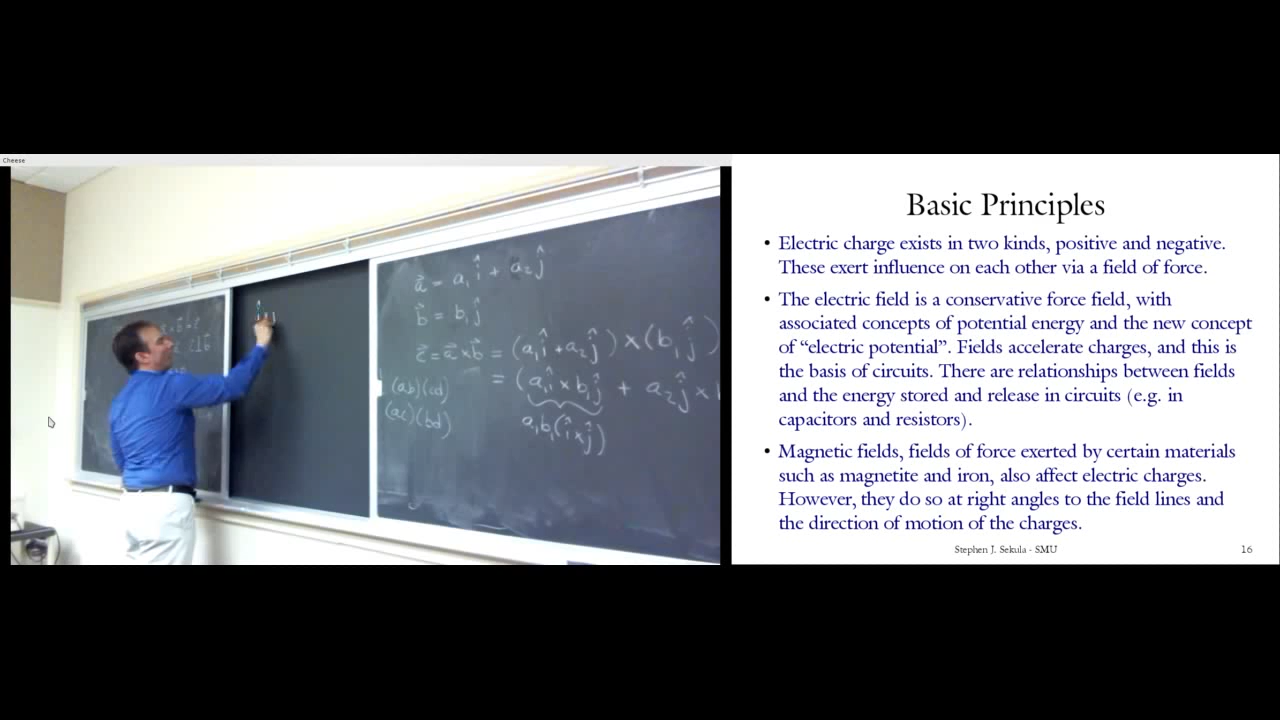 Cheese
a⃗ = a₁î + a₂ĵ
b⃗ = b₁ĵ
c⃗ = a⃗ × b⃗ = (a₁î + a₂ĵ) × (b₁ĵ)
= (a₁î × b₁ĵ + a₂ĵ × b
(ab)(cd)
(ac)(bd)
a₁b₁(î × ĵ)
Basic Principles
• Electric charge exists in two kinds, positive and negative.
These exert influence on each other via a field of force.
• The electric field is a conservative force field, with
associated concepts of potential energy and the new concept
of “electric potential”. Fields accelerate charges, and this is
the basis of circuits. There are relationships between fields
and the energy stored and release in circuits (e.g. in
capacitors and resistors).
• Magnetic fields, fields of force exerted by certain materials
such as magnetite and iron, also affect electric charges.
However, they do so at right angles to the field lines and
the direction of motion of the charges.
Stephen J. Sekula - SMU
16